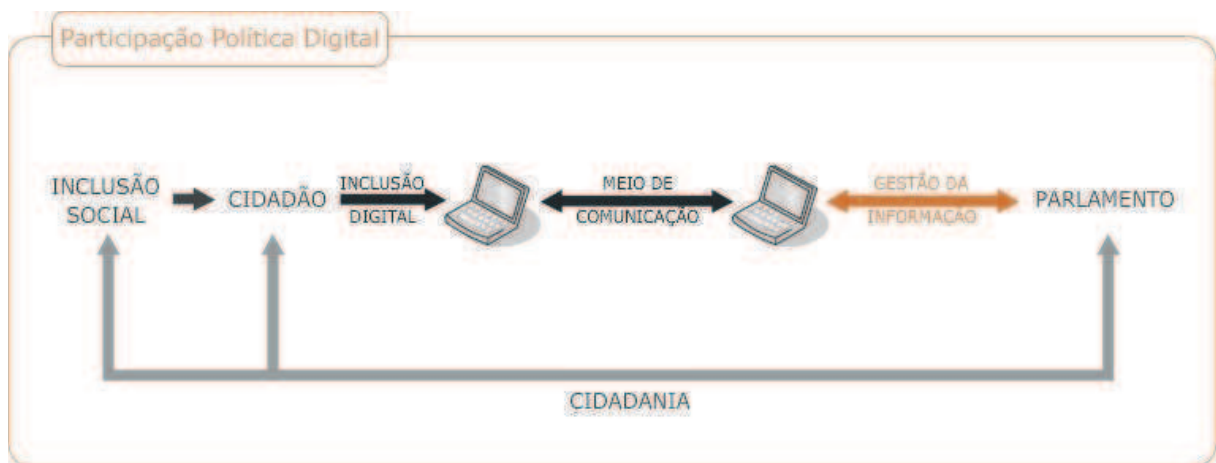 Participação Política Digital
INCLUSÃO
SOCIAL
CIDADÃO
INCLUSÃO
DIGITAL
MEIO DE
COMUNICAÇÃO
GESTÃO DA
INFORMAÇÃO
PARLAMENTO
CIDADANIA